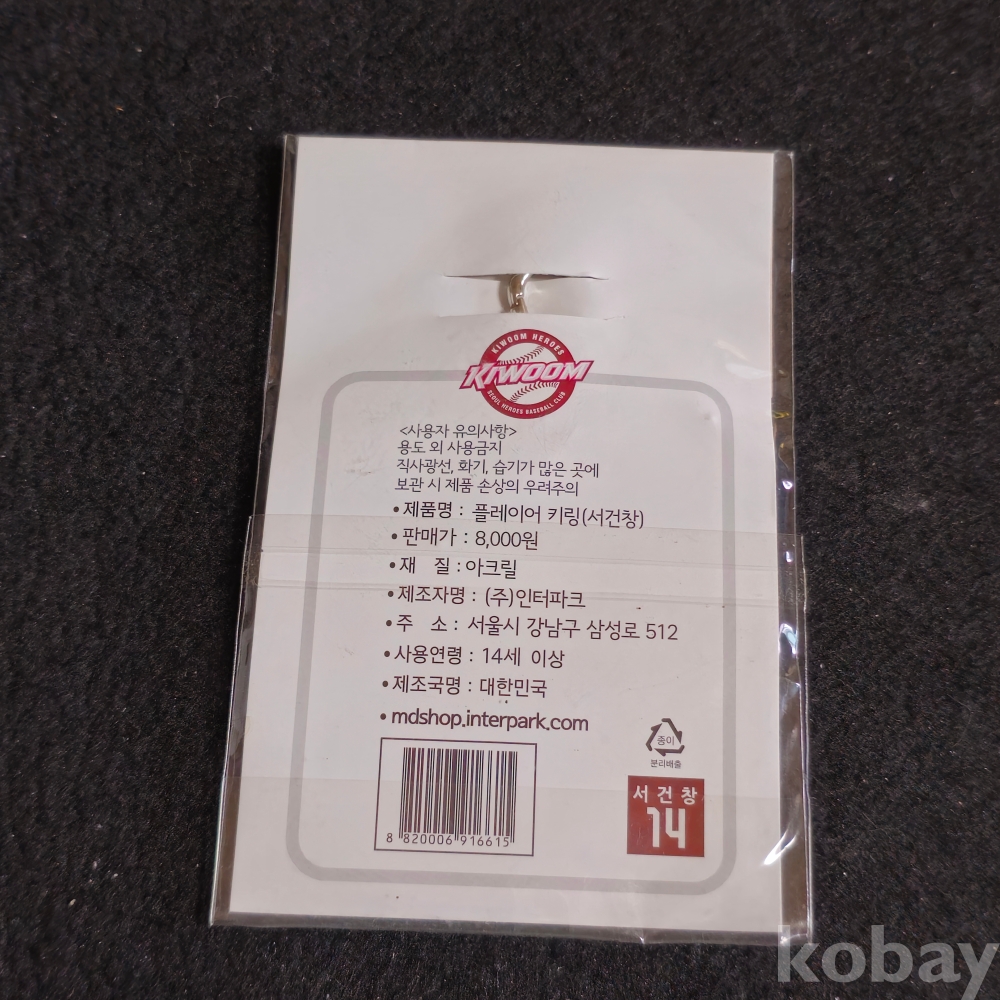 KIWOOM HEROES
KIWOOM
SEOUL HEROES BASEBALL CLUB
<사용자 유의사항>
용도 외 사용금지
직사광선, 화기, 습기가 많은 곳에
보관 시 제품 손상의 우려주의
• 제품명 : 플레이어 키링(서건창)
• 판매가 : 8,000원
• 재 질 : 아크릴
• 제조자명 : (주)인터파크
• 주 소 : 서울시 강남구 삼성로 512
• 사용연령 : 14세 이상
• 제조국명 : 대한민국
• mdshop.interpark.com
종이
분리배출
서건창
14
8 820006 916615
kobay